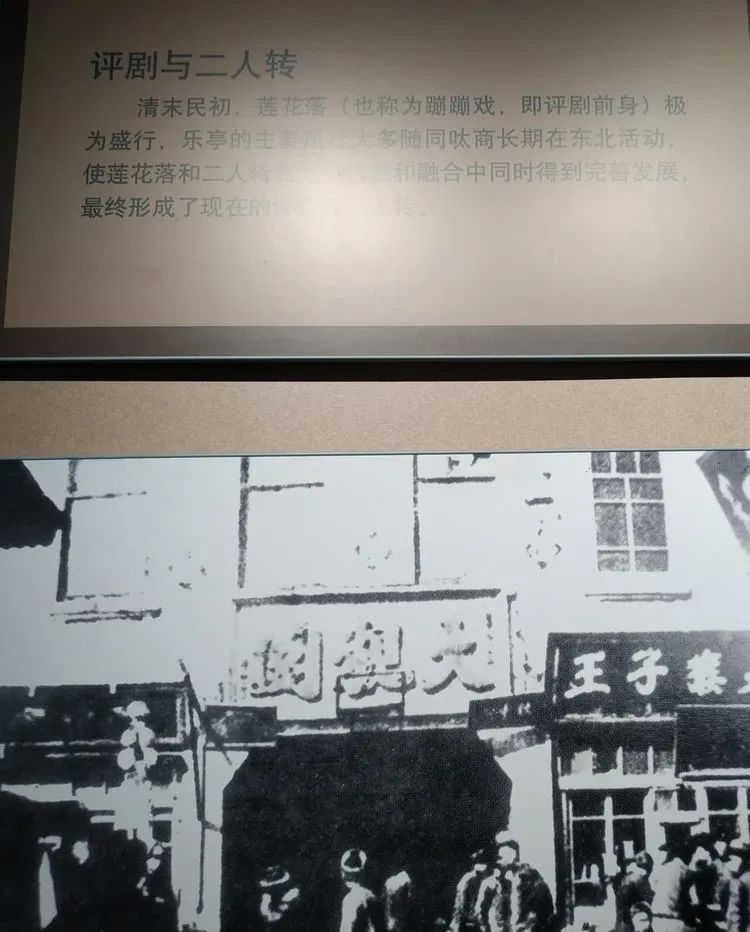 评剧与二人转
清末民初，莲花落（也称为蹦蹦戏，即评剧前身）极
为盛行，乐亭的主要 大多随同呔商长期在东北活动，
使莲花落和二人转 和融合中同时得到完善发展，
最终形成了现在的 转。
王子